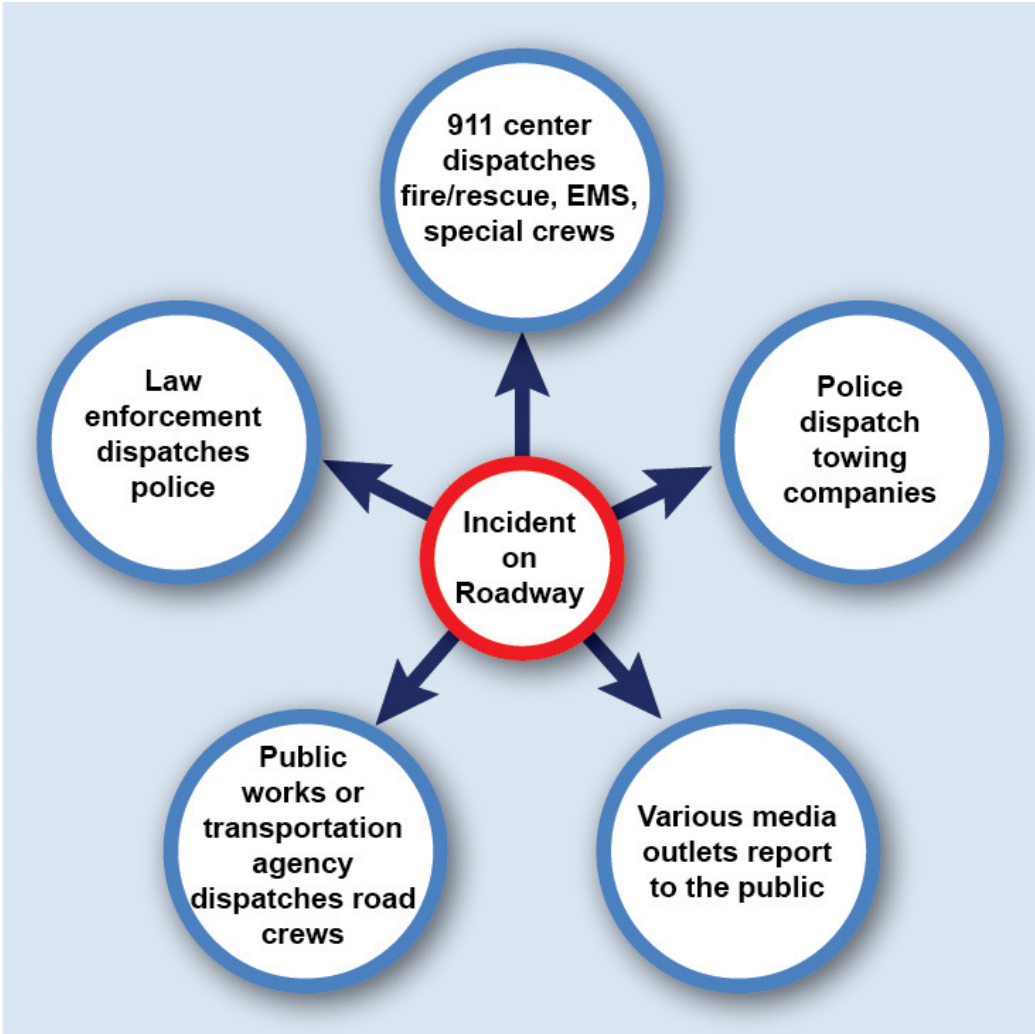 911 center
dispatches
fire/rescue, EMS,
special crews
Law
enforcement
dispatches
police
Police
dispatch
towing
companies
Incident
on
Roadway
Public
works or
transportation
agency
dispatches road
crews
Various media
outlets report
to the public